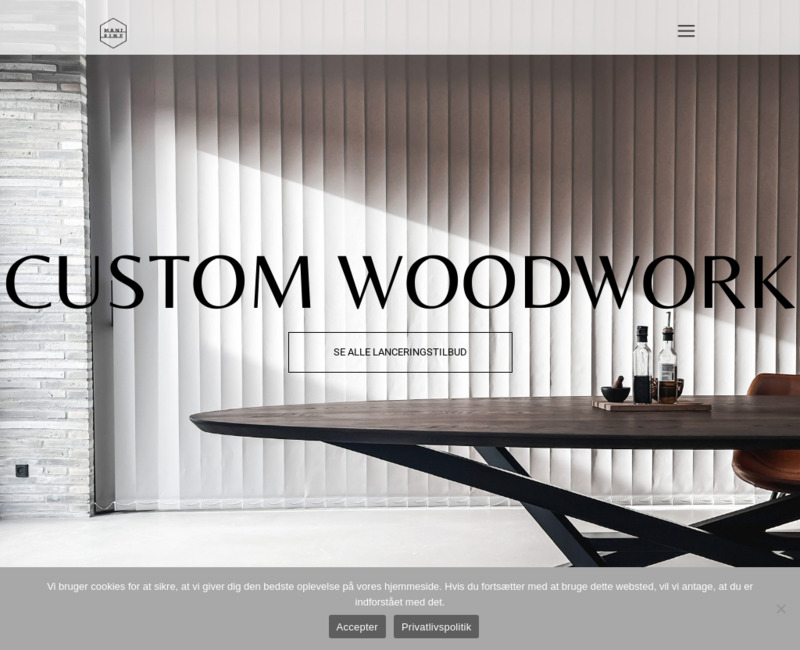 CUSTOM WOODWORK
SE ALLE LANCERINGSTILBUD
Vi bruger cookies for at sikre, at vi giver dig den bedste oplevelse på vores hjemmeside. Hvis du fortsætter med at bruge dette websted, vil vi antage, at du er
indforstået med det.
Accepter
Privatlivspolitik